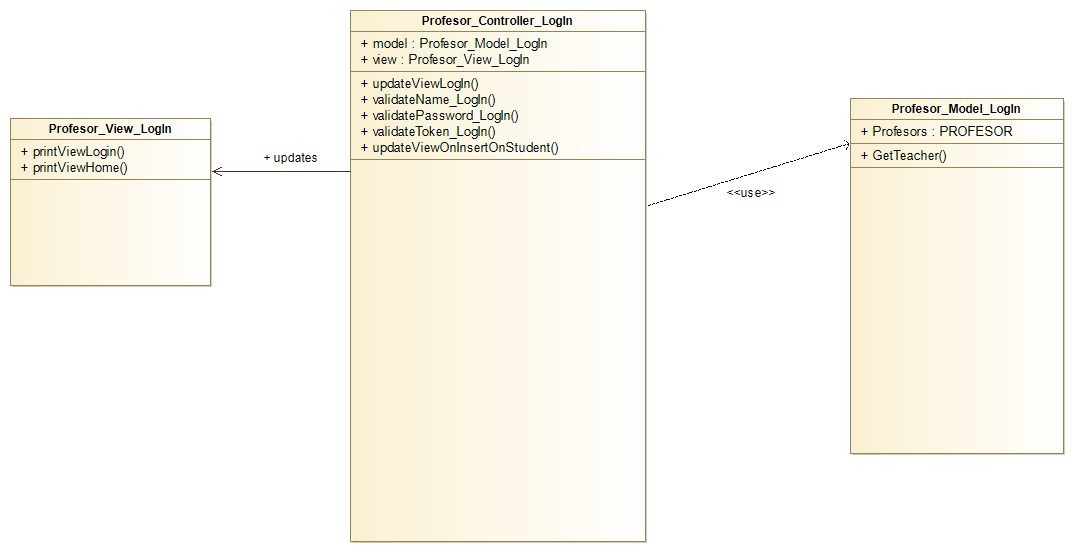 Profesor_View_LogIn
+ printViewLogin()
+ printViewHome()
+ updates
Profesor_Controller_LogIn
+ model : Profesor_Model_LogIn
+ view : Profesor_View_LogIn
+ updateViewLogIn()
+ validateName_LogIn()
+ validatePassword_LogIn()
+ validateToken_LogIn()
+ updateViewOnInsertOnStudent()
<<use>>
Profesor_Model_LogIn
+ Profesors : PROFESOR
+ GetTeacher()